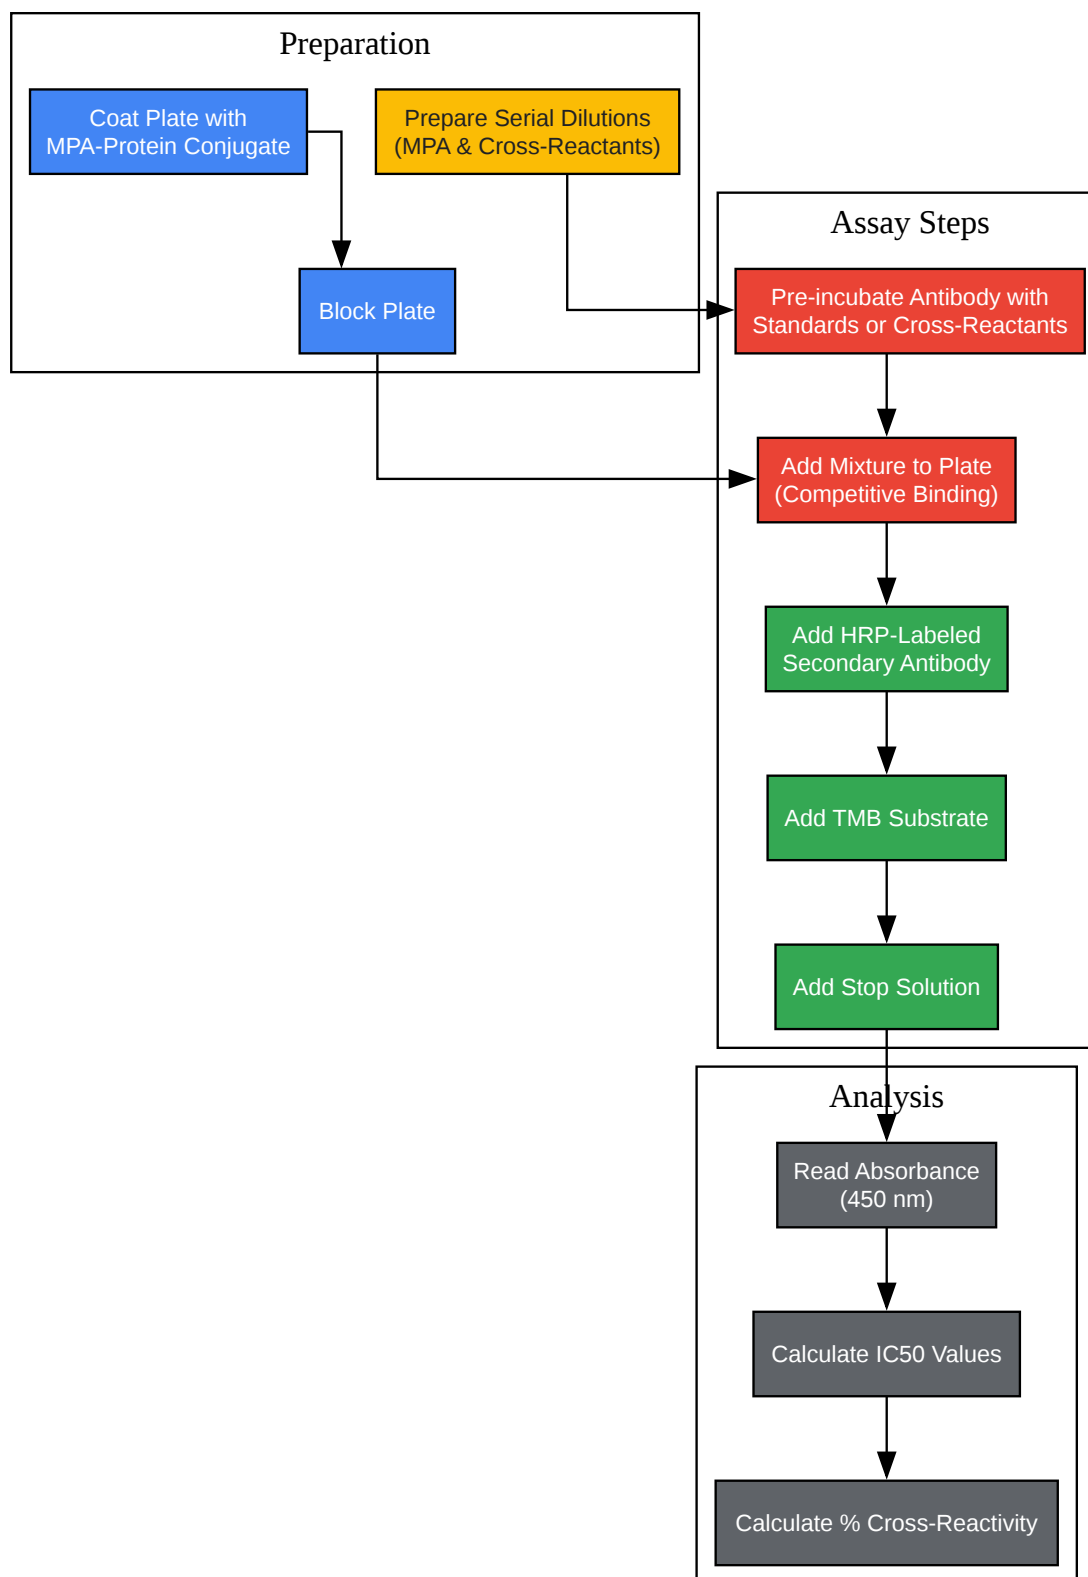 Preparation
Coat Plate with
MPA-Protein Conjugate
Prepare Serial Dilutions
(MPA & Cross-Reactants)
Block Plate
Assay Steps
Pre-incubate Antibody with
Standards or Cross-Reactants
Add Mixture to Plate
(Competitive Binding)
Add HRP-Labeled
Secondary Antibody
Add TMB Substrate
Add Stop Solution
Analysis
Read Absorbance
(450 nm)
Calculate IC50 Values
Calculate % Cross-Reactivity